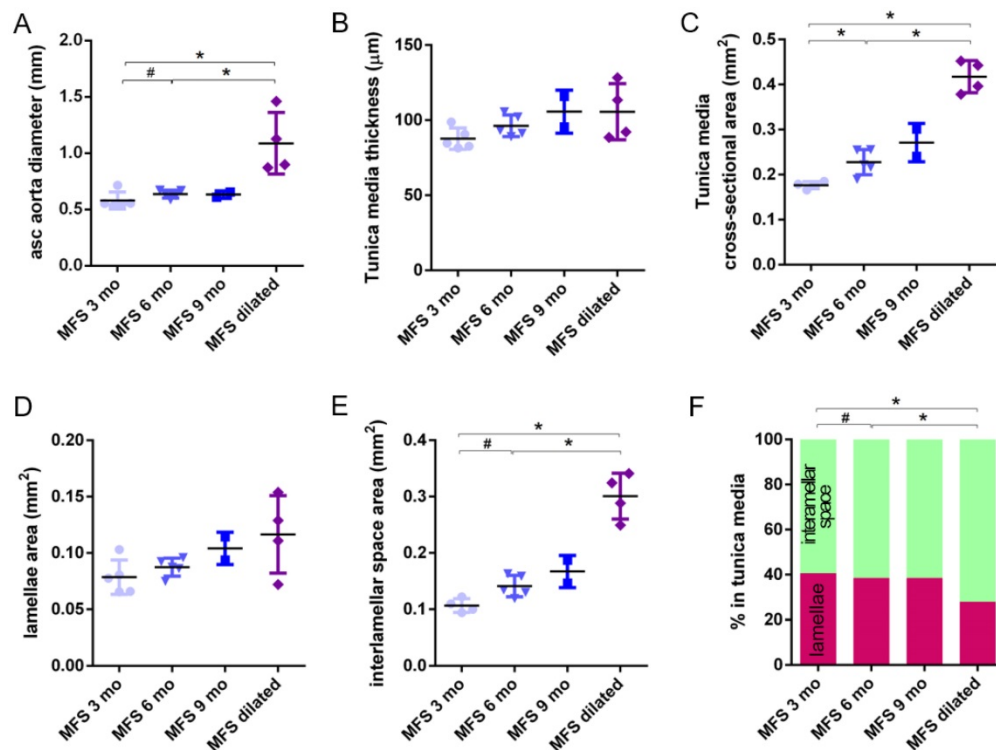 A
asc aorta diameter (mm)
2.0
1.5
1.0
0.5
0.0
*
#
*
MFS 3 mo
MFS 6 mo
MFS 9 mo
MFS dilated
B
Tunica media thickness (μm)
150
100
50
0
MFS 3 mo
MFS 6 mo
MFS 9 mo
MFS dilated
C
Tunica media
cross-sectional area (mm²)
0.5
0.4
0.3
0.2
0.1
0.0
*
*
*
MFS 3 mo
MFS 6 mo
MFS 9 mo
MFS dilated
D
lamellae area (mm²)
0.20
0.15
0.10
0.05
0.00
MFS 3 mo
MFS 6 mo
MFS 9 mo
MFS dilated
E
interlamellar space area (mm²)
0.4
0.3
0.2
0.1
0.0
*
#
*
MFS 3 mo
MFS 6 mo
MFS 9 mo
MFS dilated
F
% in tunica media
100
80
60
40
20
0
*
#
*
interamellar
space
lamellae
MFS 3 mo
MFS 6 mo
MFS 9 mo
MFS dilated